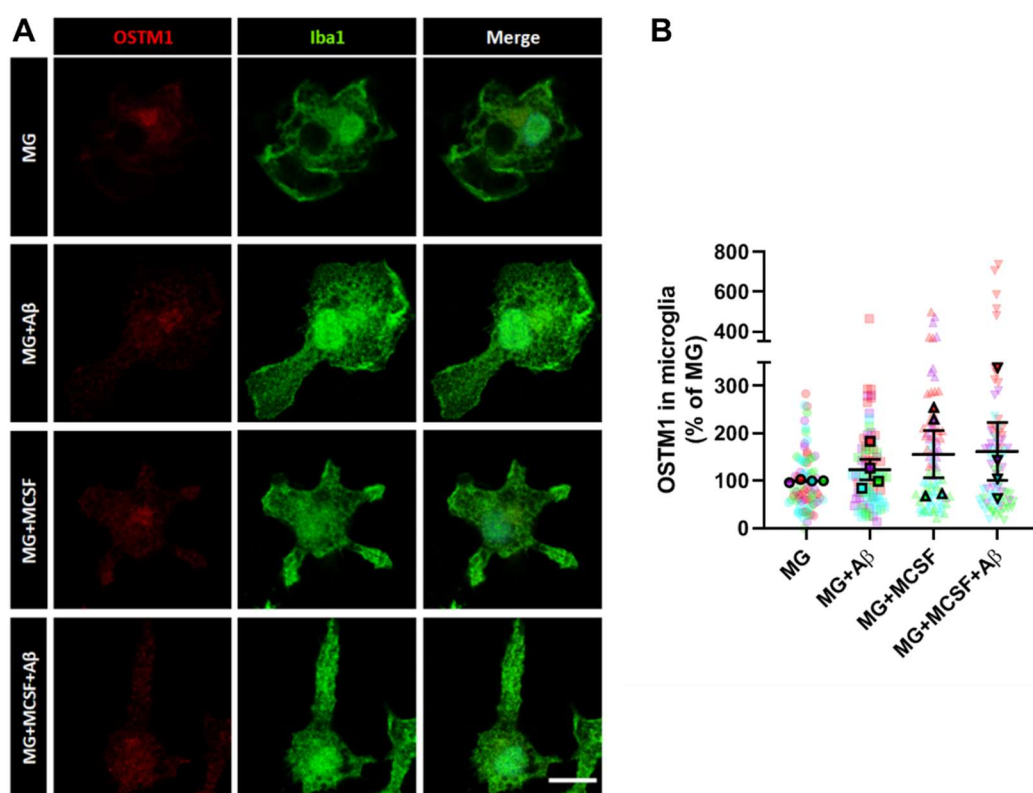 A
OSTM1
Iba1
Merge
MG
MG+Aβ
MG+MCSF
MG+MCSF+Aβ
B
OSTM1 in microglia
(% of MG)
800
600
400
300
200
100
0
MG
MG+Aβ
MG+MCSF
MG+MCSF+Aβ